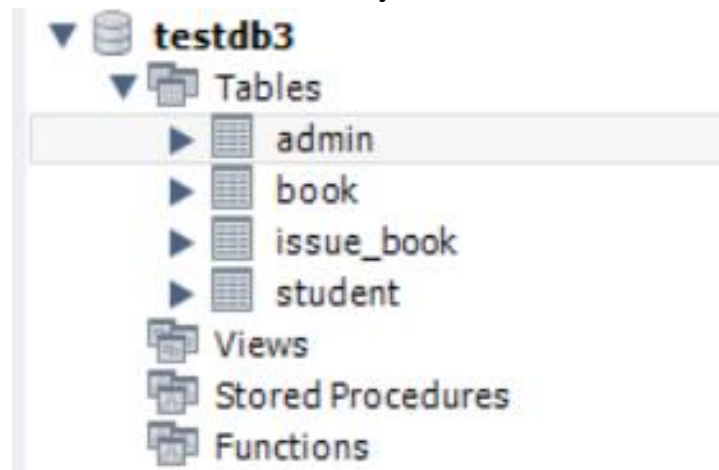 testdb3
Tables
admin
book
issue_book
student
Views
Stored Procedures
Functions